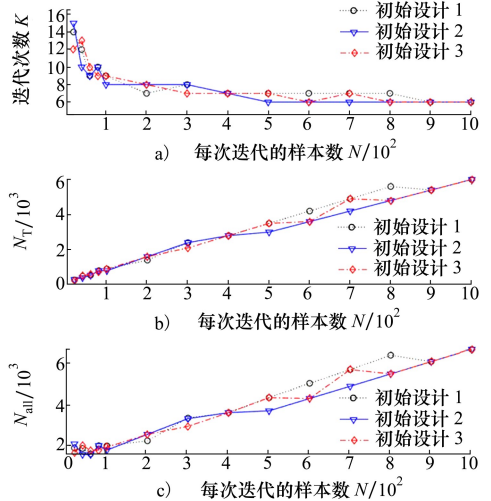 16
14
12
10
8
6
迭代次数 K
初始设计 1
初始设计 2
初始设计 3
1 2 3 4 5 6 7 8 9 10
a) 每次迭代的样本数 N/10²
6
4
2
0
N_T/10³
初始设计 1
初始设计 2
初始设计 3
1 2 3 4 5 6 7 8 9 10
b) 每次迭代的样本数 N/10²
6
4
2
N_all/10³
初始设计 1
初始设计 2
初始设计 3
0 1 2 3 4 5 6 7 8 9 10
c) 每次迭代的样本数 N/10²